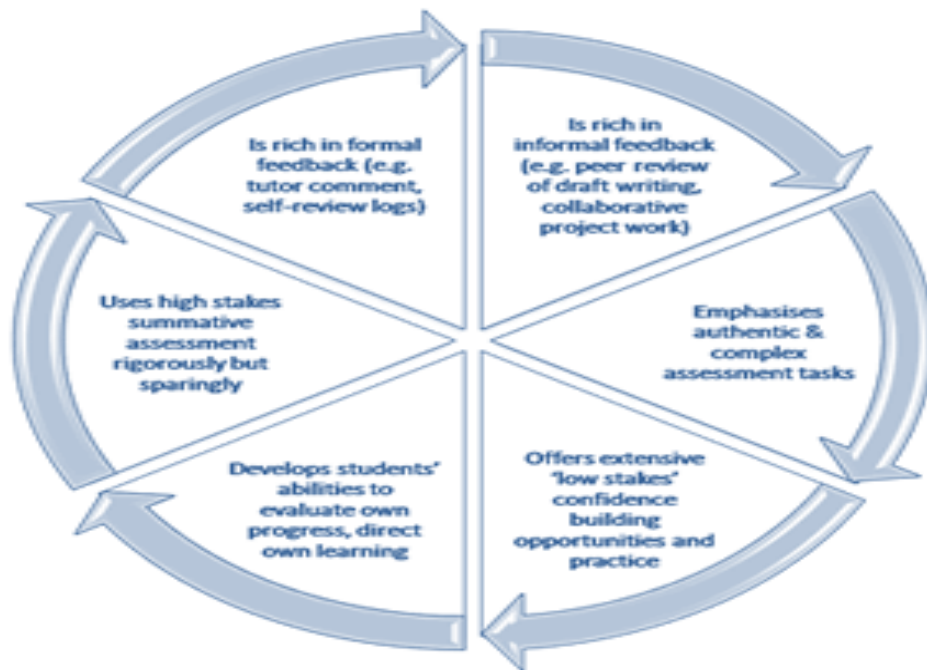 Is rich in formal
feedback (e.g.
tutor comment,
self-review logs)
Is rich in
informal feedback
(e.g. peer review
of draft writing,
collaborative
project work)
Emphasises
authentic &
complex
assessment tasks
Offers extensive
'low stakes'
confidence
building
opportunities and
practice
Develops students'
abilities to
evaluate own
progress, direct
own learning
Uses high stakes
summative
assessment
rigorously but
sparingly